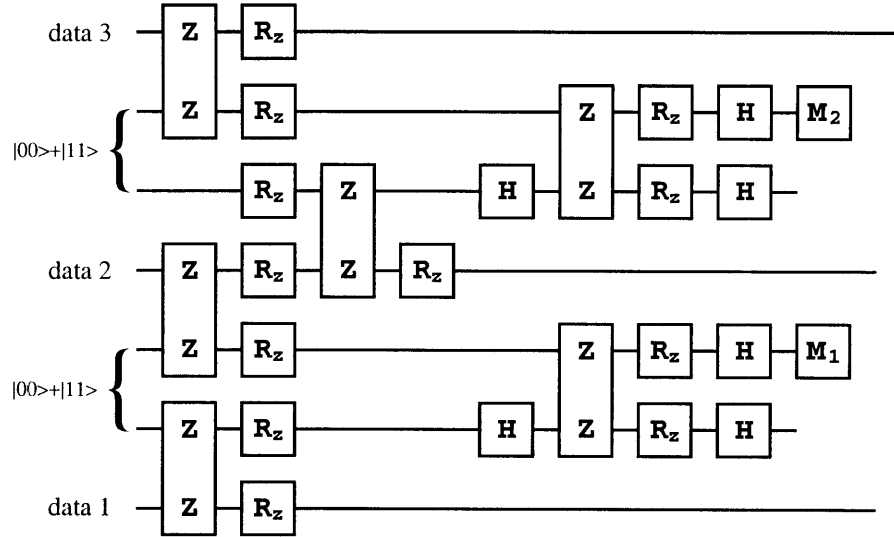 data 3 Z R_z
Z R_z Z R_z H M_2
|00>+|11>
R_z Z H Z R_z H
data 2 Z R_z Z R_z
Z R_z Z R_z H M_1
|00>+|11>
Z R_z H Z R_z H
data 1 Z R_z